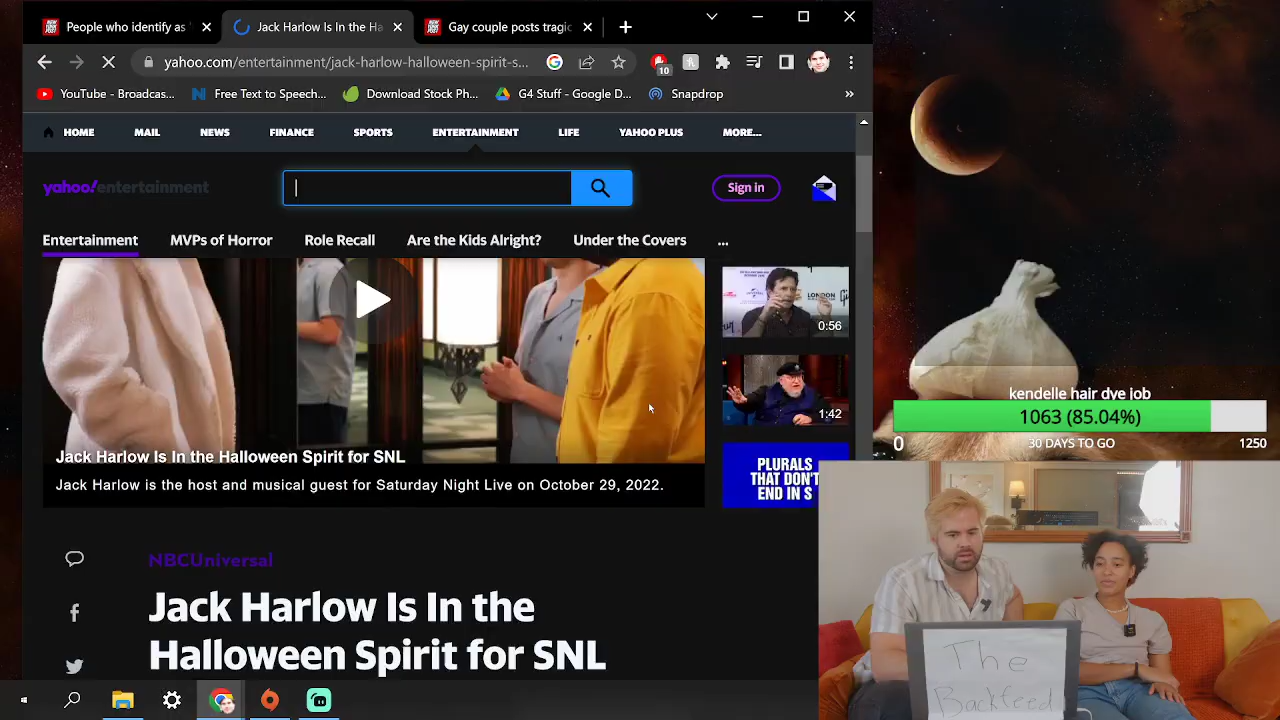 People who identify as
Jack Harlow Is In the Ha
Gay couple posts tragic
yahoo.com/entertainment/jack-harlow-halloween-spirit-s...
10
YouTube - Broadcas...
Free Text to Speech...
Download Stock Ph...
G4 Stuff - Google D...
Snapdrop
»
HOME
MAIL
NEWS
FINANCE
SPORTS
ENTERTAINMENT
LIFE
YAHOO PLUS
MORE...
yahoo!entertainment
Sign in
Entertainment
MVPs of Horror
Role Recall
Are the Kids Alright?
Under the Covers
...
0:56
1:42
PLURALS
THAT DON'T
END IN S
Jack Harlow Is In the Halloween Spirit for SNL
Jack Harlow is the host and musical guest for Saturday Night Live on October 29, 2022.
NBCUniversal
Jack Harlow Is In the
Halloween Spirit for SNL
kendelle hair dye job
1063 (85.04%)
0
30 DAYS TO GO
1250
The
Backfeed